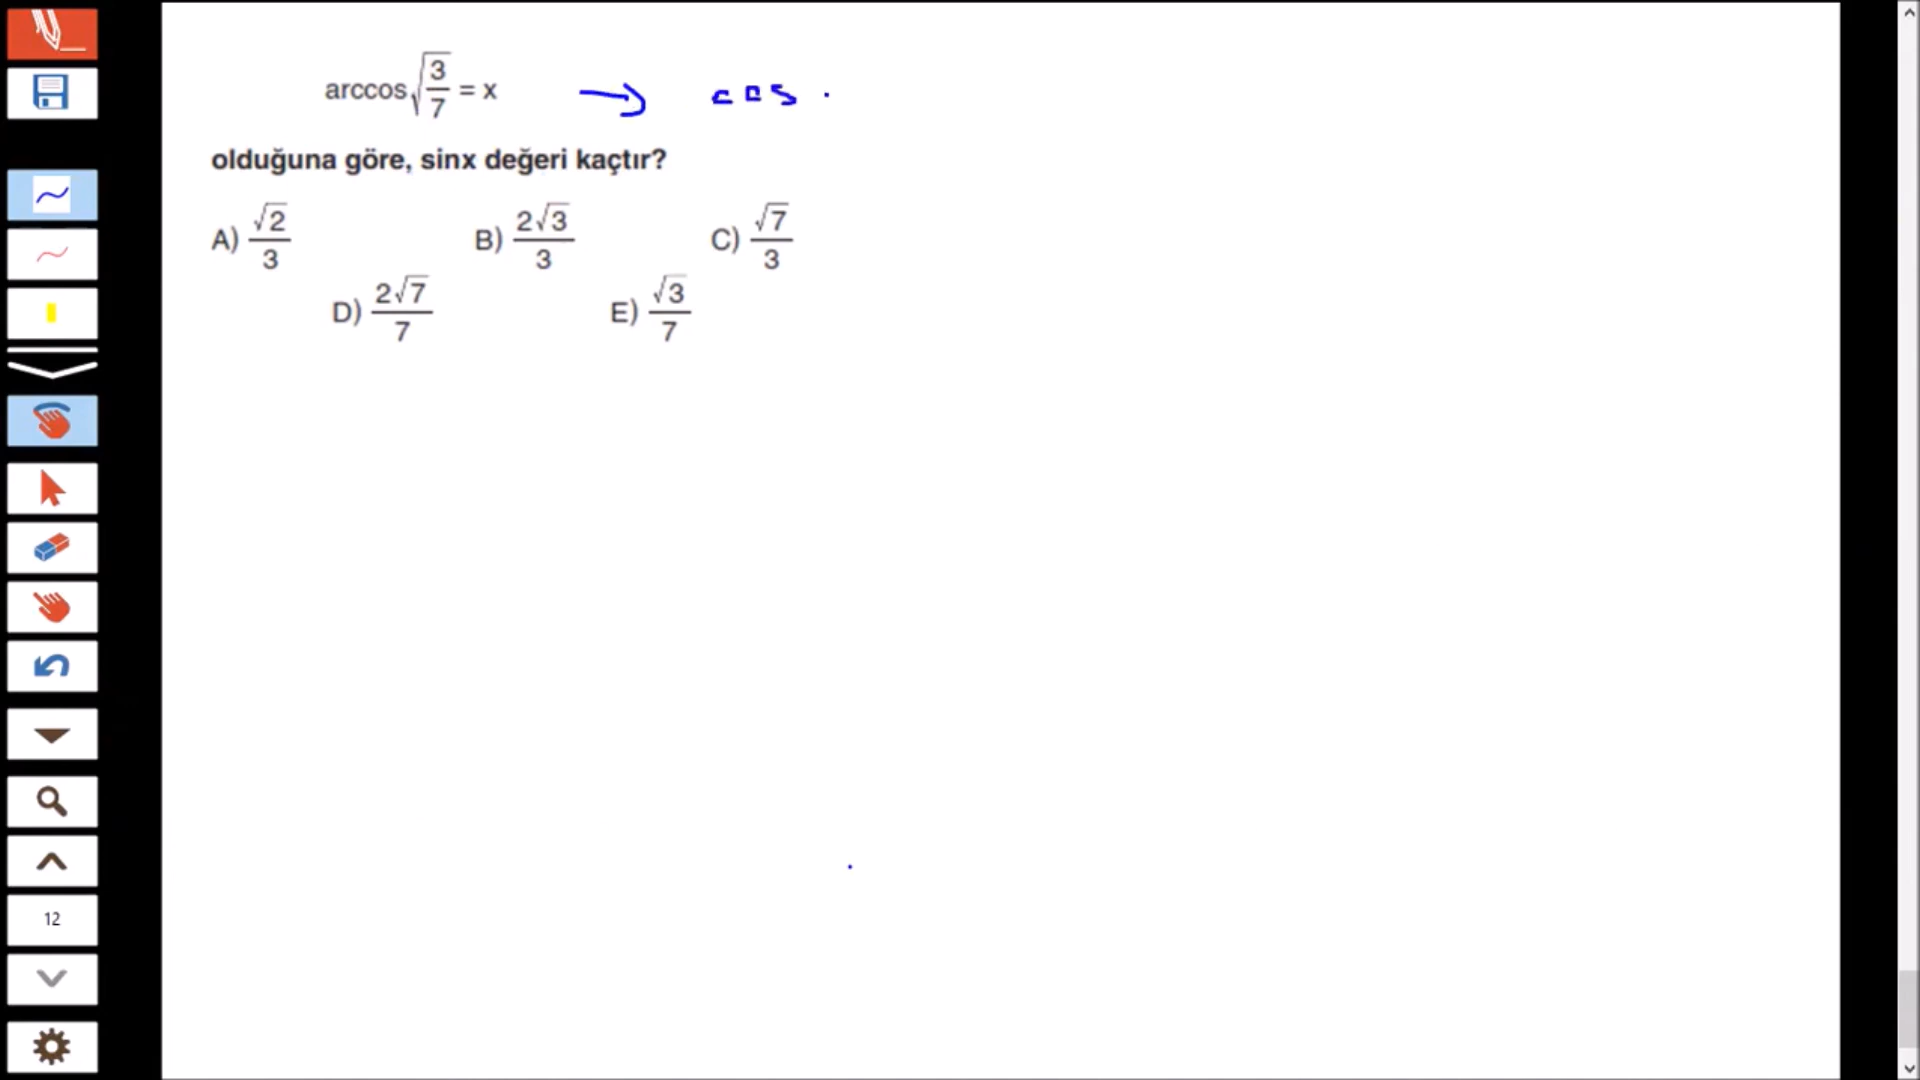 arccos√(3/7) = x → cos
olduğuna göre, sinx değeri kaçtır?
A) √2/3 B) 2√3/3 C) √7/3
D) 2√7/7 E) √3/7
12